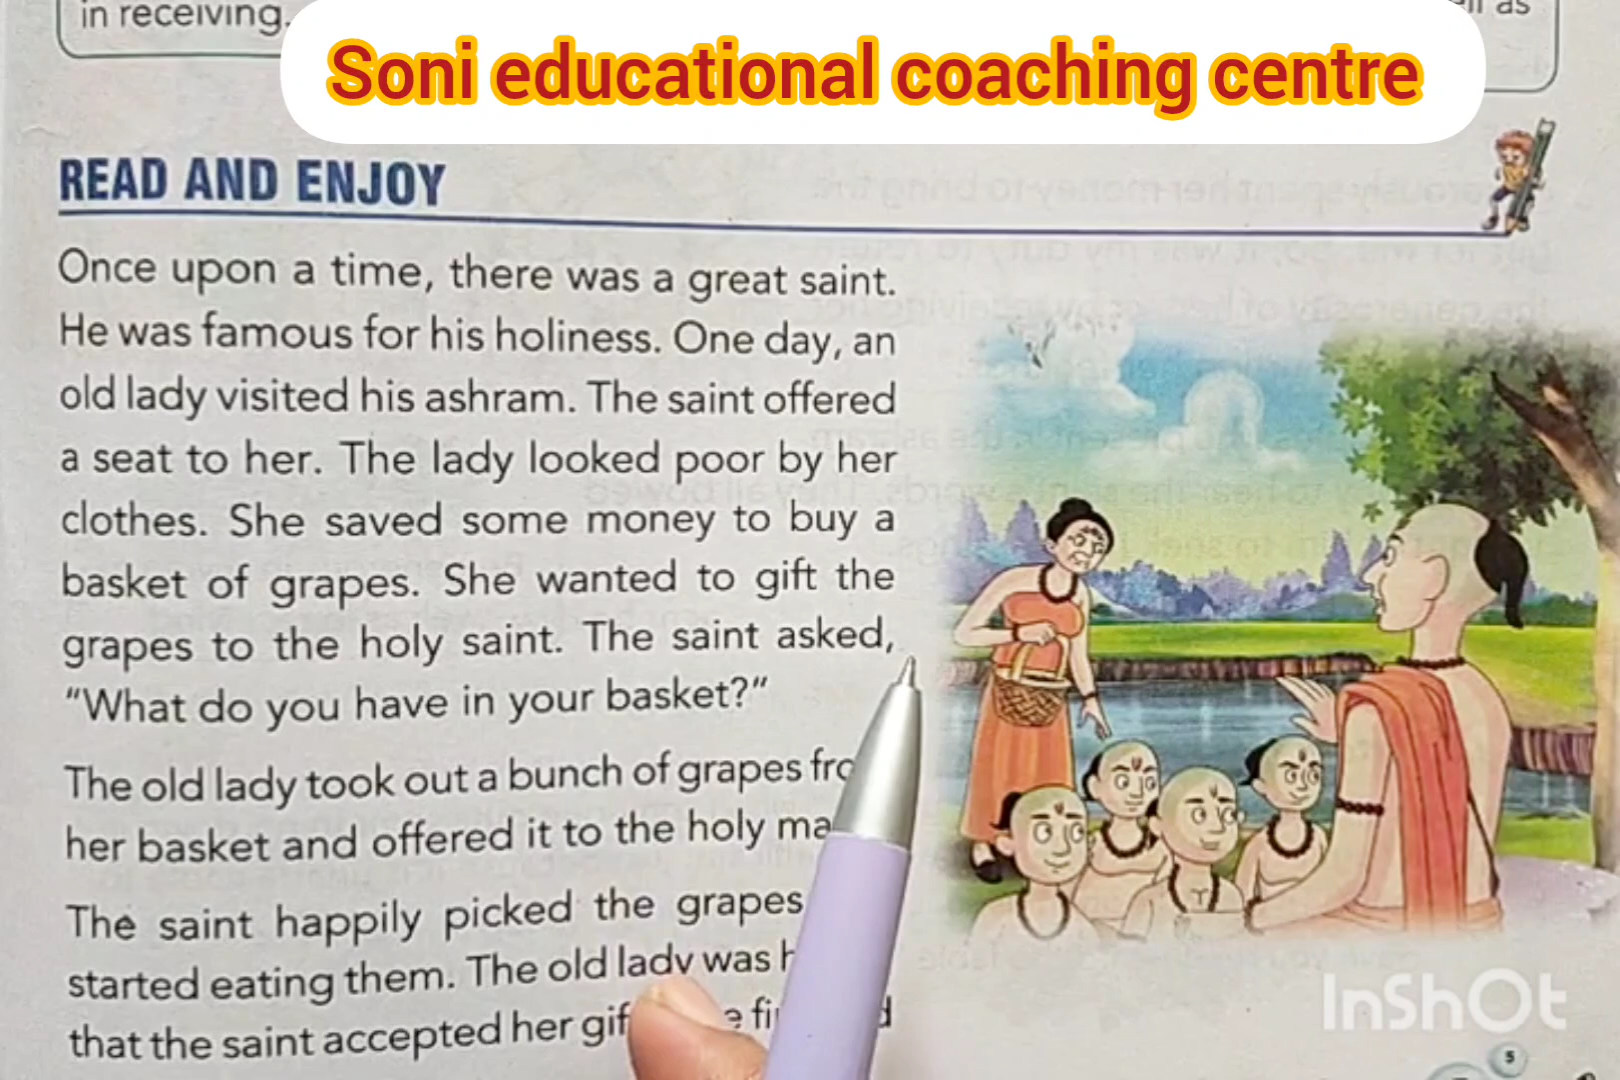 in receiving.
as
Soni educational coaching centre
READ AND ENJOY
Once upon a time, there was a great saint.
He was famous for his holiness. One day, an
old lady visited his ashram. The saint offered
a seat to her. The lady looked poor by her
clothes. She saved some money to buy a
basket of grapes. She wanted to gift the
grapes to the holy saint. The saint asked,
“What do you have in your basket?”
The old lady took out a bunch of grapes
her basket and offered it to the holy
The saint happily picked the grapes
started eating them. The old lady was
that the saint accepted her
InShOt
5